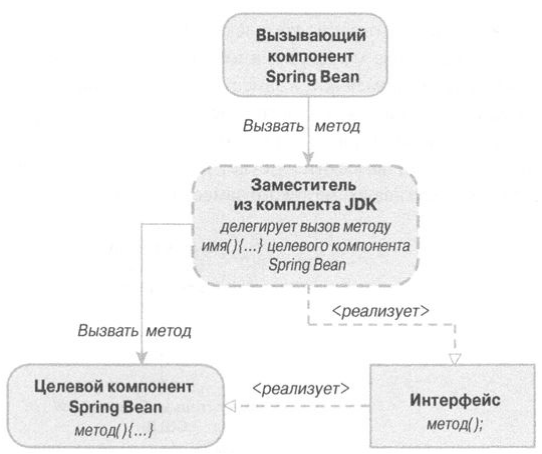 Вызывающий
компонент
Spring Bean
Вызвать метод
Заместитель
из комплекта JDK
делегирует вызов методу
имя(){...} целевого компонента
Spring Bean
<реализует>
Вызвать метод
Целевой компонент
Spring Bean
метод(){...}
<реализует>
Интерфейс
метод();